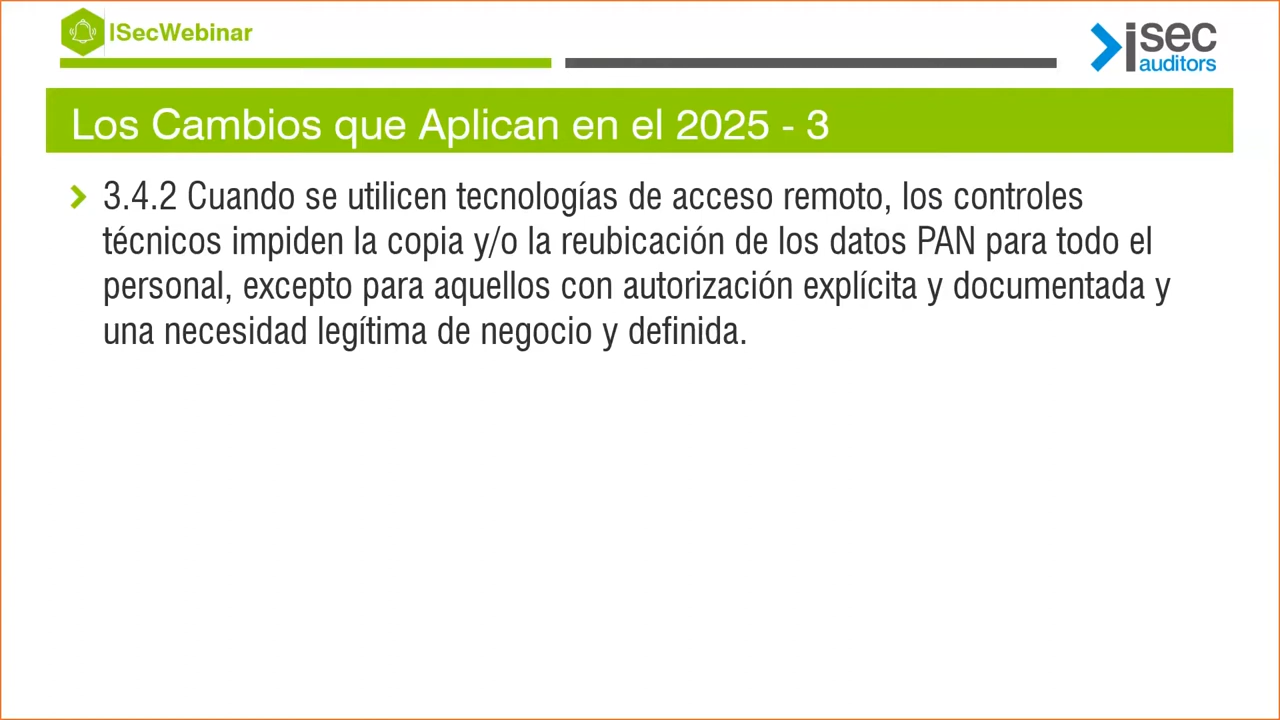 ISecWebinar
isec
auditors
Los Cambios que Aplican en el 2025 - 3
3.4.2 Cuando se utilicen tecnologías de acceso remoto, los controles
técnicos impiden la copia y/o la reubicación de los datos PAN para todo el
personal, excepto para aquellos con autorización explícita y documentada y
una necesidad legítima de negocio y definida.